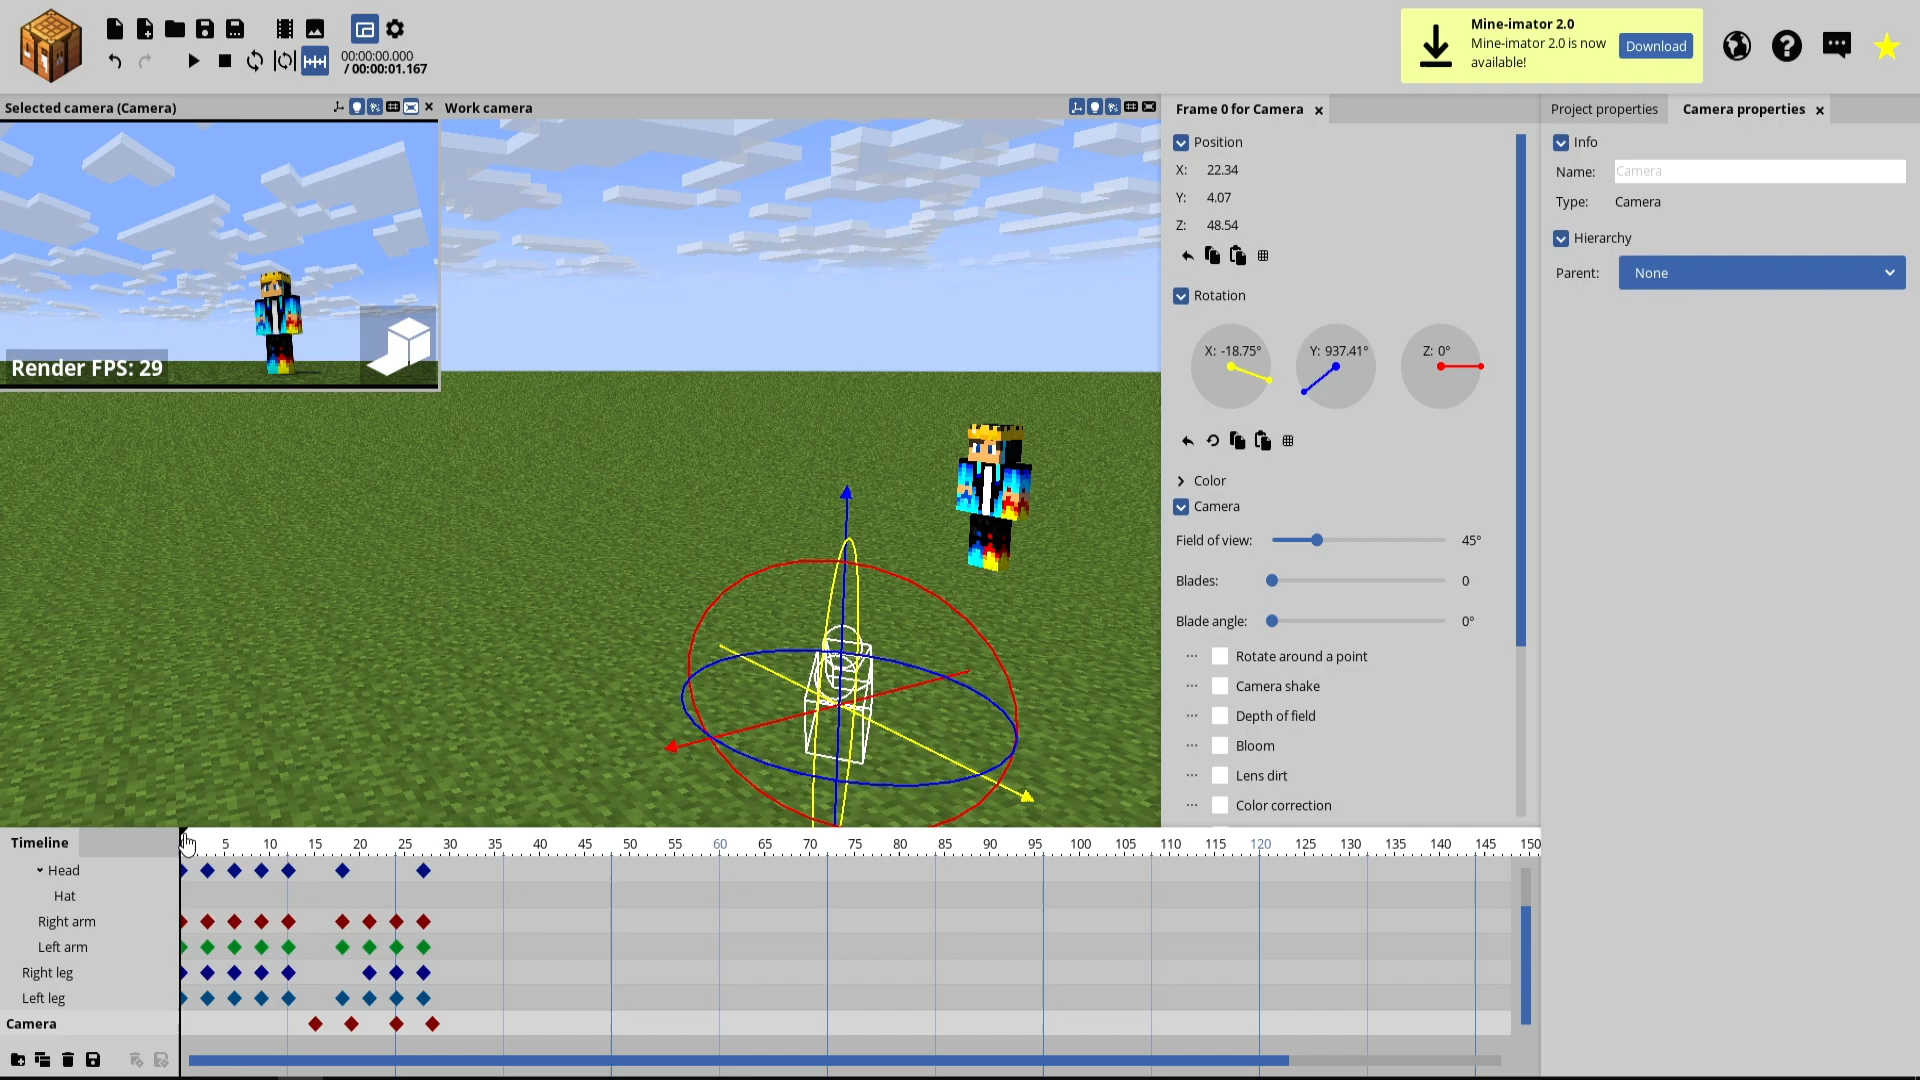 00:00:00.000
/ 00:00:01.167
Mine-imator 2.0
Mine-imator 2.0 is now
available!
Download
Selected camera (Camera)
Work camera
Render FPS: 29
Frame 0 for Camera
Position
X: 22.34
Y: 4.07
Z: 48.54
Rotation
X: -18.75°
Y: 937.41°
Z: 0°
Color
Camera
Field of view: 45°
Blades: 0
Blade angle: 0°
Rotate around a point
Camera shake
Depth of field
Bloom
Lens dirt
Color correction
Project properties
Camera properties
Info
Name: Camera
Type: Camera
Hierarchy
Parent: None
Timeline
5 10 15 20 25 30 35 40 45 50 55 60 65 70 75 80 85 90 95 100 105 110 115 120 125 130 135 140 145 150
Head
Hat
Right arm
Left arm
Right leg
Left leg
Camera